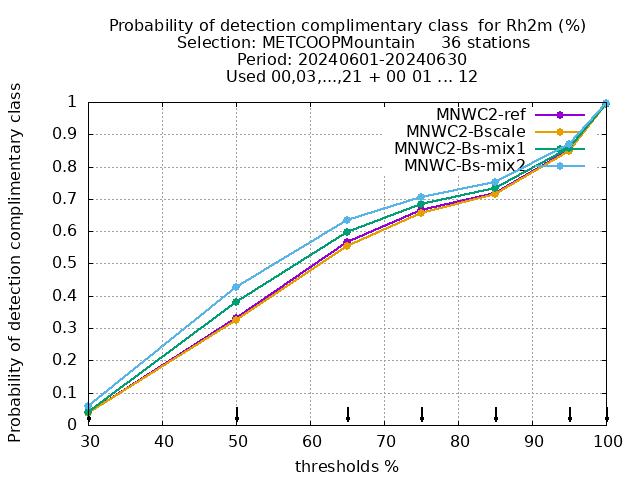 Probability of detection complimentary class  for Rh2m (%)
Selection: METCOOPMountain     36 stations
Period: 20240601-20240630
Used 00,03,...,21 + 00 01 ... 12
Probability of detection complimentary class
MNWC2-ref
MNWC2-Bscale
MNWC2-Bs-mix1
MNWC-Bs-mix2
1
0.9
0.8
0.7
0.6
0.5
0.4
0.3
0.2
0.1
0
30 40 50 60 70 80 90 100
thresholds %